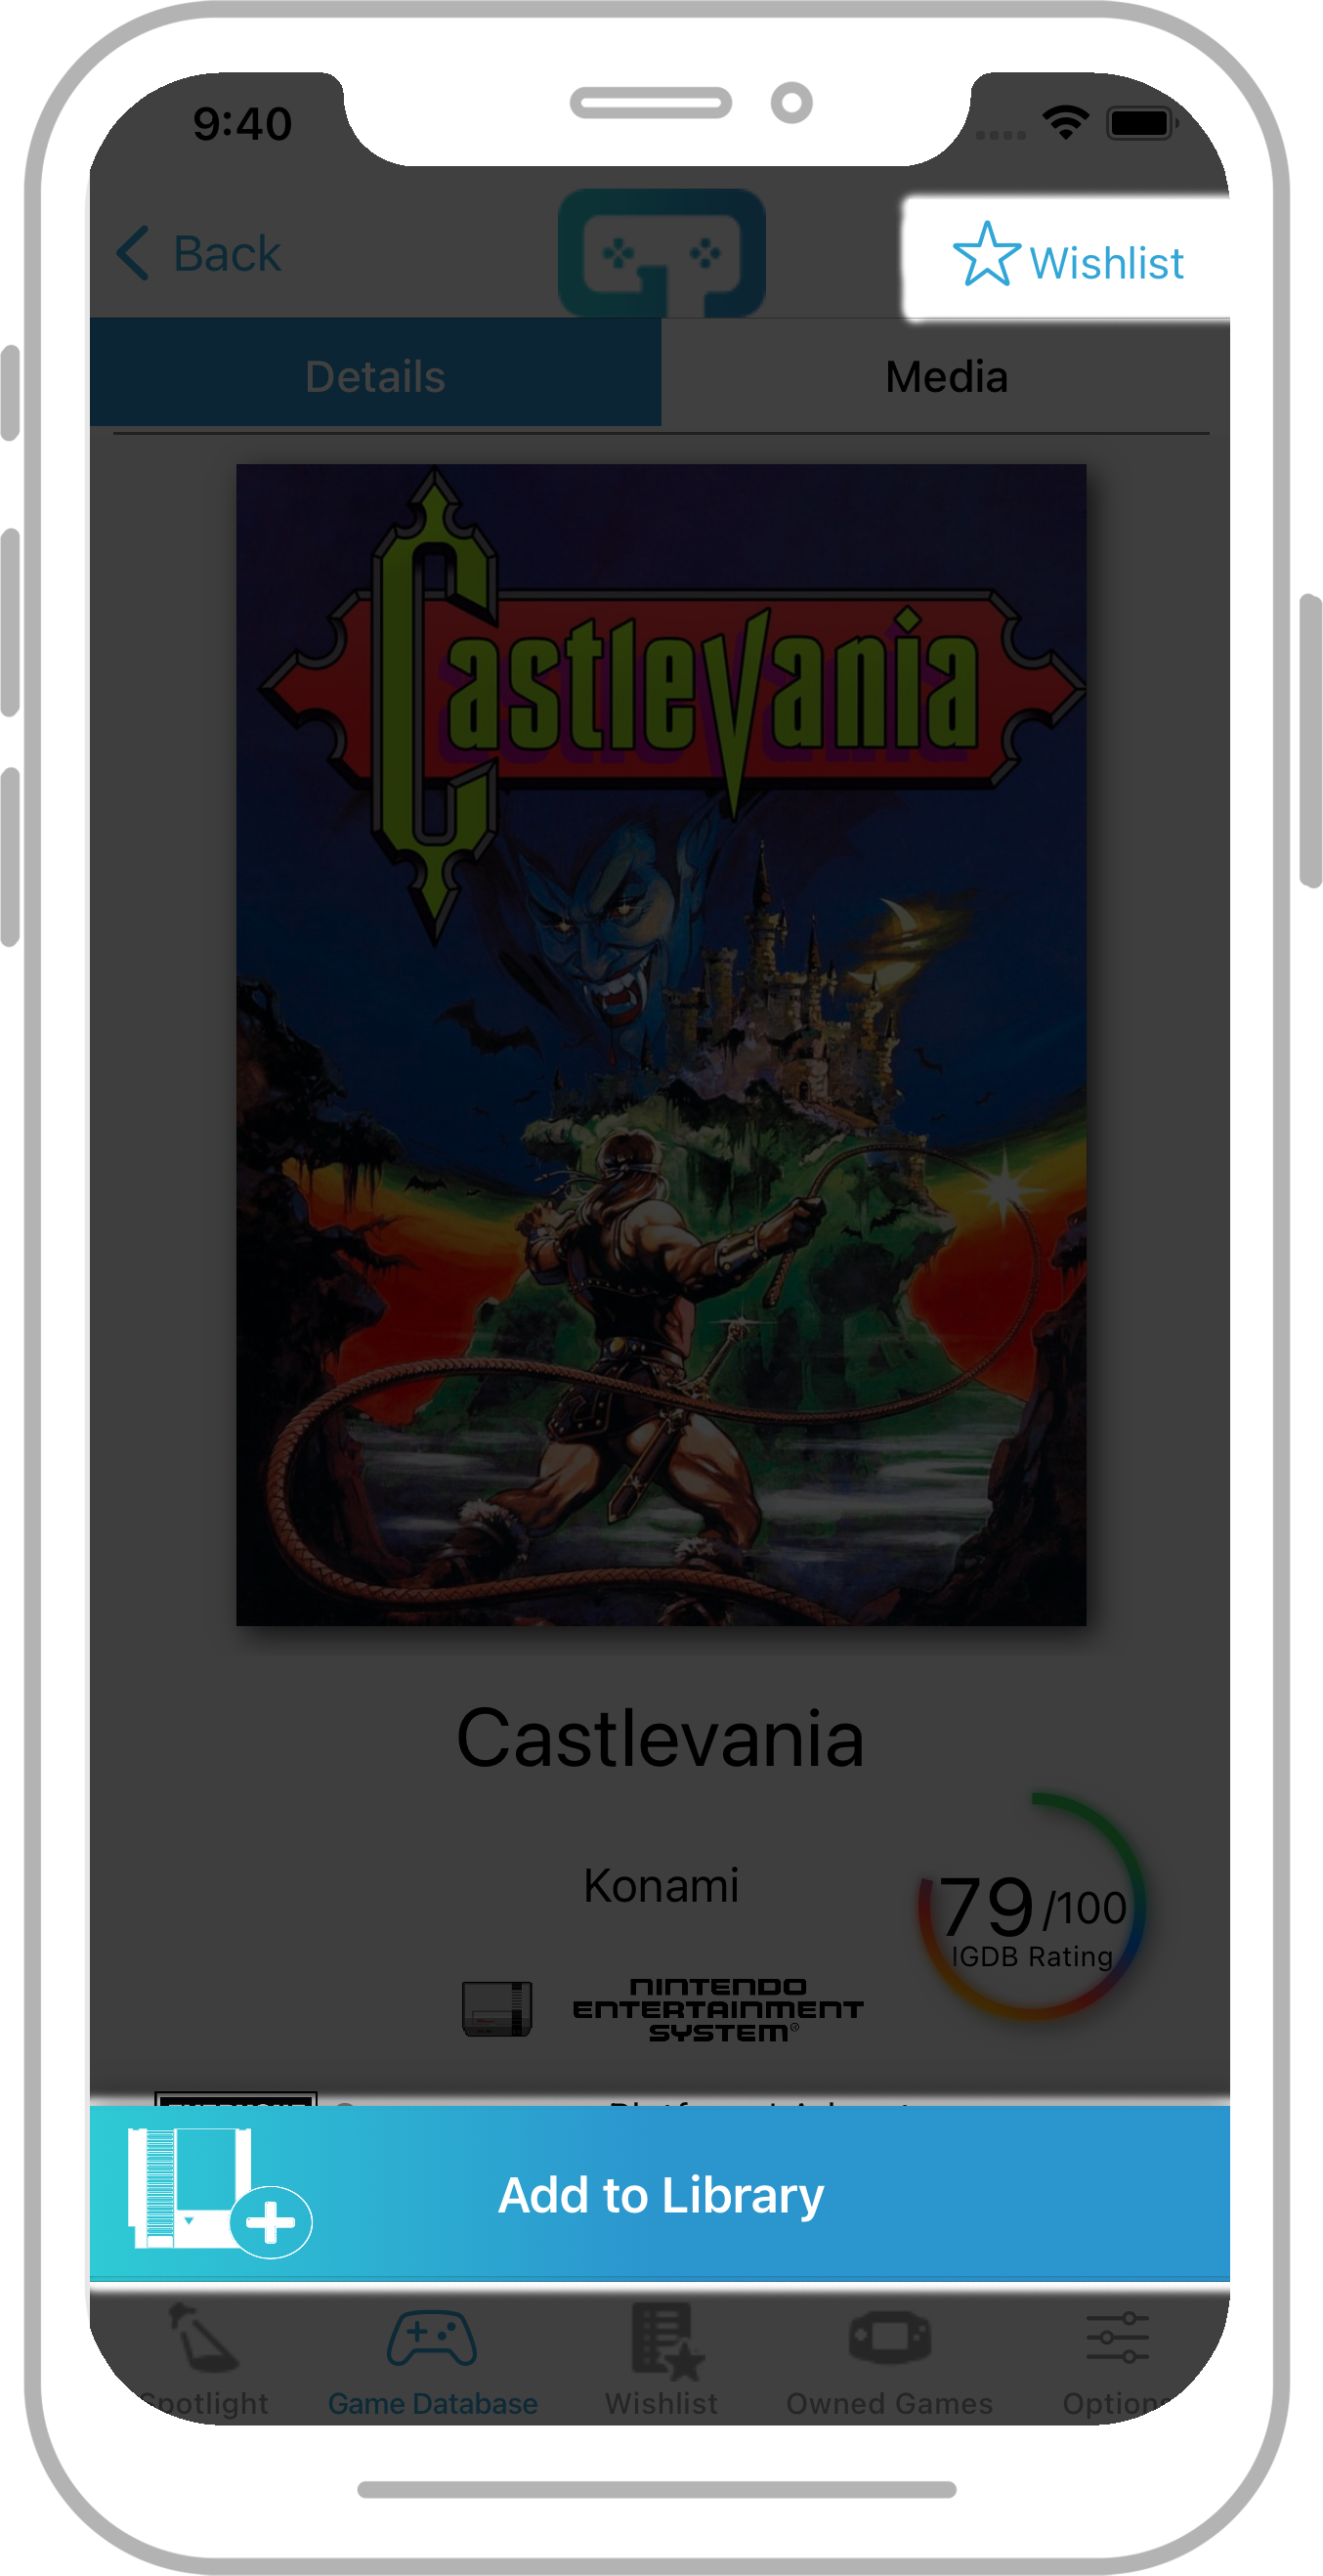 9:40
Back
Wishlist
Details
Media
Castlevania
Castlevania
Konami
79/100
IGDB Rating
NINTENDO
ENTERTAINMENT
SYSTEM®
Add to Library
Spotlight
Game Database
Wishlist
Owned Games
Options